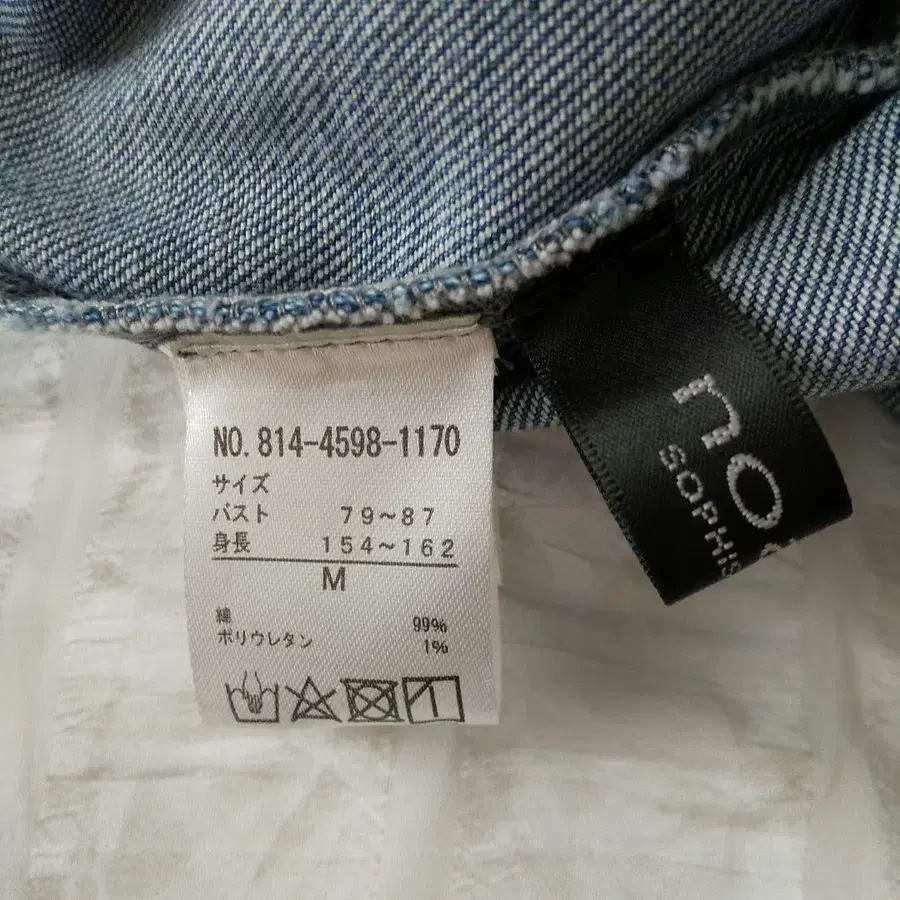 NO. 814-4598-1170
サイズ
バスト 79~87
身長 154~162
M
綿 99%
ポリウレタン 1%
no